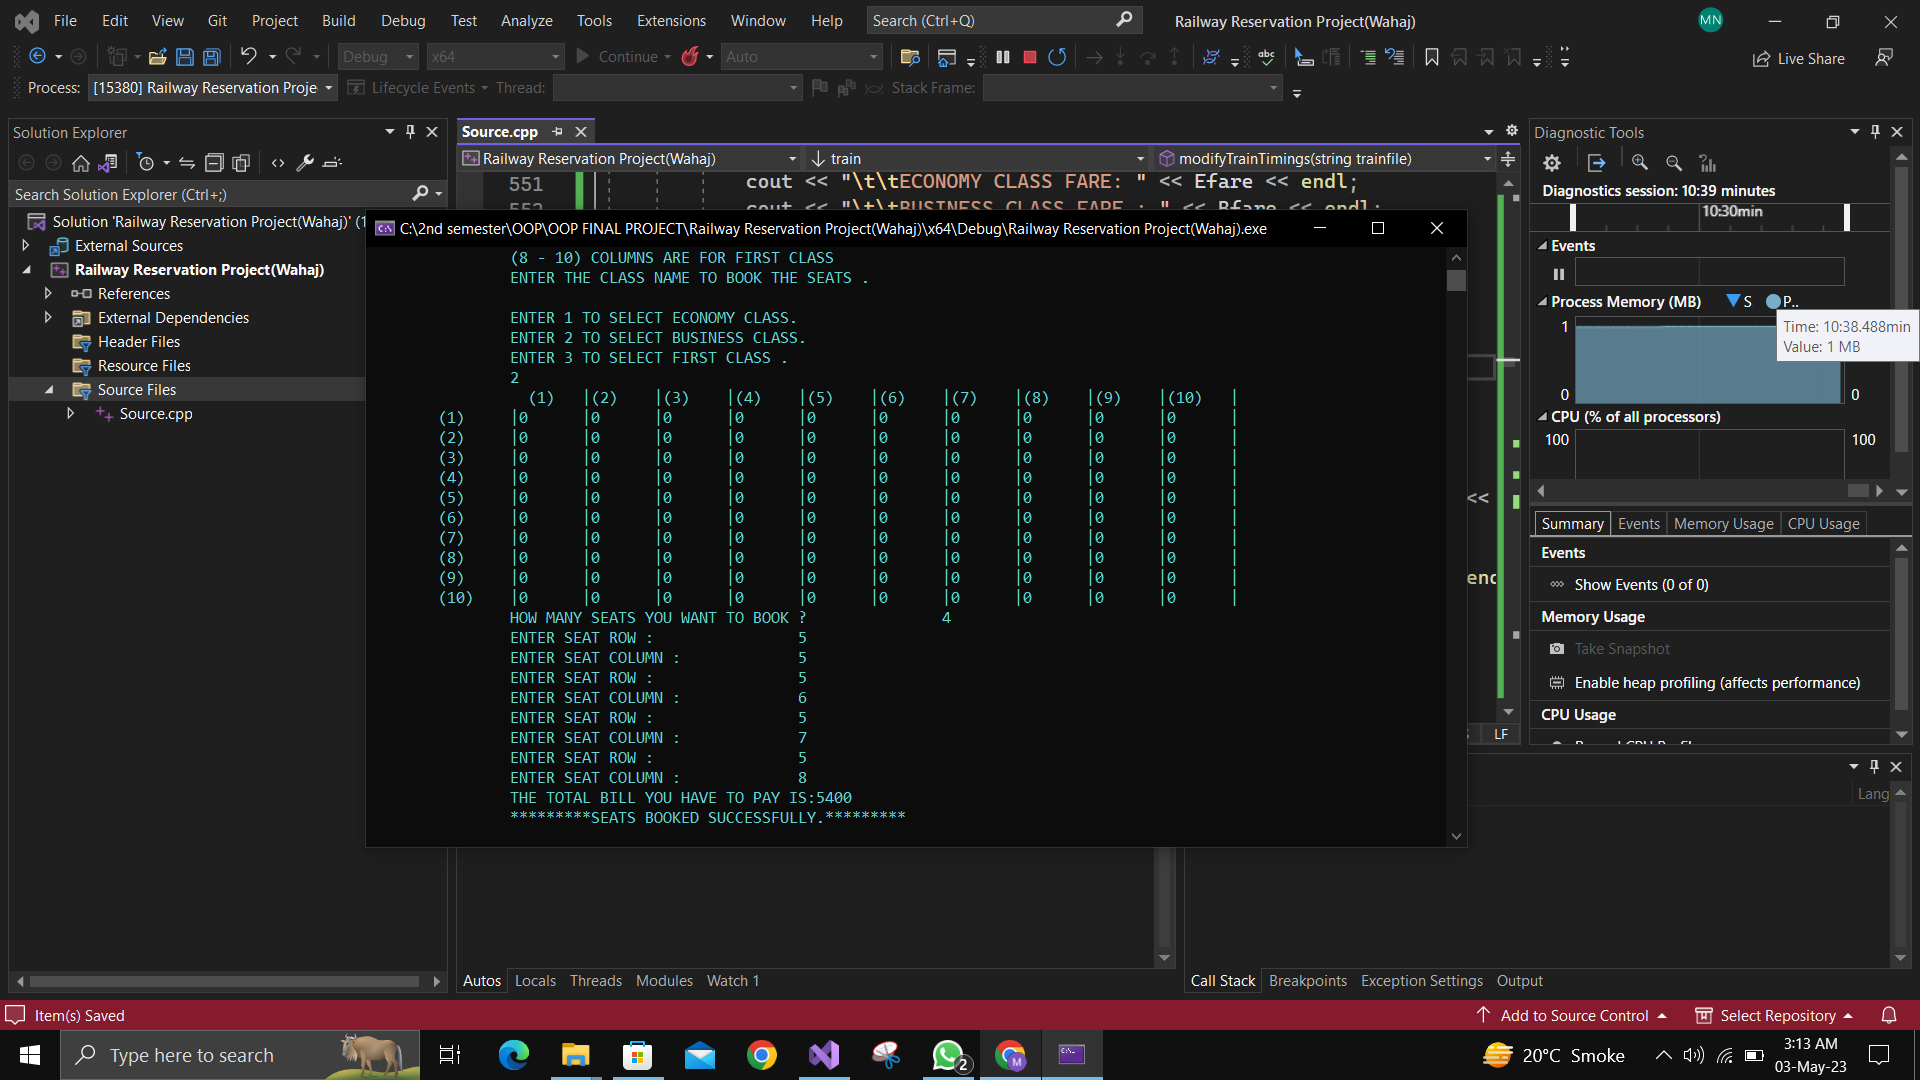 File Edit View Git Project Build Debug Test Analyze Tools Extensions Window Help Search (Ctrl+Q) Railway Reservation Project(Wahaj) MN
Debug x64 Continue Auto Live Share
Process: [15380] Railway Reservation Proje Lifecycle Events Thread: Stack Frame:
Solution Explorer
Search Solution Explorer (Ctrl+;)
Solution 'Railway Reservation Project(Wahaj)' (1
External Sources
Railway Reservation Project(Wahaj)
References
External Dependencies
Header Files
Resource Files
Source Files
Source.cpp
Source.cpp
Railway Reservation Project(Wahaj) train modifyTrainTimings(string trainfile)
551 cout << "\t\tECONOMY CLASS FARE: " << Efare << endl;
552 cout << "\t\tBUSINESS CLASS FARE : " << Bfare << endl;
C:\2nd semester\OOP\OOP FINAL PROJECT\Railway Reservation Project(Wahaj)\x64\Debug\Railway Reservation Project(Wahaj).exe
(8 - 10) COLUMNS ARE FOR FIRST CLASS
ENTER THE CLASS NAME TO BOOK THE SEATS .
ENTER 1 TO SELECT ECONOMY CLASS.
ENTER 2 TO SELECT BUSINESS CLASS.
ENTER 3 TO SELECT FIRST CLASS .
2
(1) |(2) |(3) |(4) |(5) |(6) |(7) |(8) |(9) |(10) |
(1) |0 |0 |0 |0 |0 |0 |0 |0 |0 |0 |
(2) |0 |0 |0 |0 |0 |0 |0 |0 |0 |0 |
(3) |0 |0 |0 |0 |0 |0 |0 |0 |0 |0 |
(4) |0 |0 |0 |0 |0 |0 |0 |0 |0 |0 |
(5) |0 |0 |0 |0 |0 |0 |0 |0 |0 |0 |
(6) |0 |0 |0 |0 |0 |0 |0 |0 |0 |0 |
(7) |0 |0 |0 |0 |0 |0 |0 |0 |0 |0 |
(8) |0 |0 |0 |0 |0 |0 |0 |0 |0 |0 |
(9) |0 |0 |0 |0 |0 |0 |0 |0 |0 |0 |
(10) |0 |0 |0 |0 |0 |0 |0 |0 |0 |0 |
HOW MANY SEATS YOU WANT TO BOOK ? 4
ENTER SEAT ROW : 5
ENTER SEAT COLUMN : 5
ENTER SEAT ROW : 5
ENTER SEAT COLUMN : 6
ENTER SEAT ROW : 5
ENTER SEAT COLUMN : 7
ENTER SEAT ROW : 5
ENTER SEAT COLUMN : 8
THE TOTAL BILL YOU HAVE TO PAY IS:5400
*********SEATS BOOKED SUCCESSFULLY.*********
<<
end
LF
Diagnostic Tools
Diagnostics session: 10:39 minutes
10:30min
Events
Process Memory (MB) S P..
Time: 10:38.488min
Value: 1 MB
1
0 0
CPU (% of all processors)
100 100
Summary Events Memory Usage CPU Usage
Events
Show Events (0 of 0)
Memory Usage
Take Snapshot
Enable heap profiling (affects performance)
CPU Usage
Lang
Autos Locals Threads Modules Watch 1
Call Stack Breakpoints Exception Settings Output
Item(s) Saved Add to Source Control Select Repository
Type here to search 2 M 20°C Smoke 3:13 AM
03-May-23